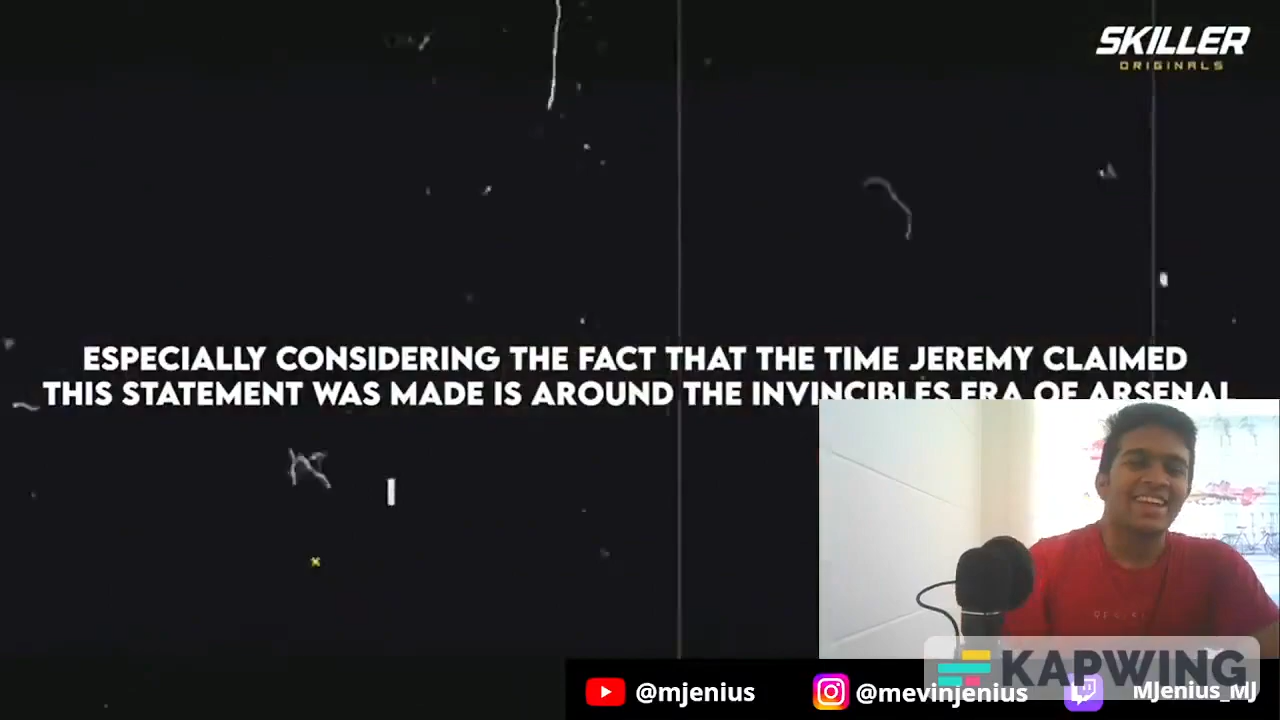 SKILLER
ORIGINALS
ESPECIALLY CONSIDERING THE FACT THAT THE TIME JEREMY CLAIMED
THIS STATEMENT WAS MADE IS AROUND THE INVINCIBLES ERA OF ARSENAL
KAPWING
@mjenius
@mevinjenius
MJenius_MJ